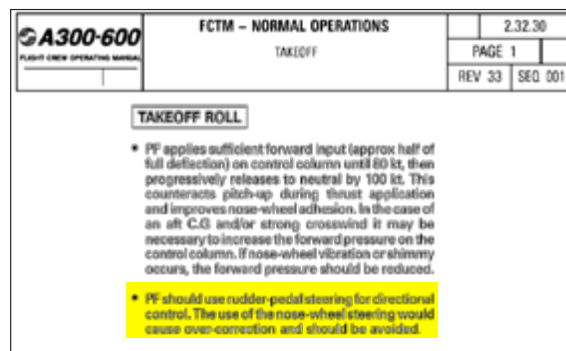 A300-600
FLIGHT CREW OPERATING MANUAL
FCTM – NORMAL OPERATIONS
TAKEOFF
2.32.30
PAGE 1
REV 33 SEQ 001
TAKEOFF ROLL
• PF applies sufficient forward input (approx half of
full deflection) on control column until 80 kt, then
progressively releases to neutral by 100 kt. This
counteracts pitch-up during thrust application
and improves nose-wheel adhesion. In the case of
an aft C.G and/or strong crosswind it may be
necessary to increase the forward pressure on the
control column. If nose-wheel vibration or shimmy
occurs, the forward pressure should be reduced.
• PF should use rudder-pedal steering for directional
control. The use of the nose-wheel steering would
cause over-correction and should be avoided.